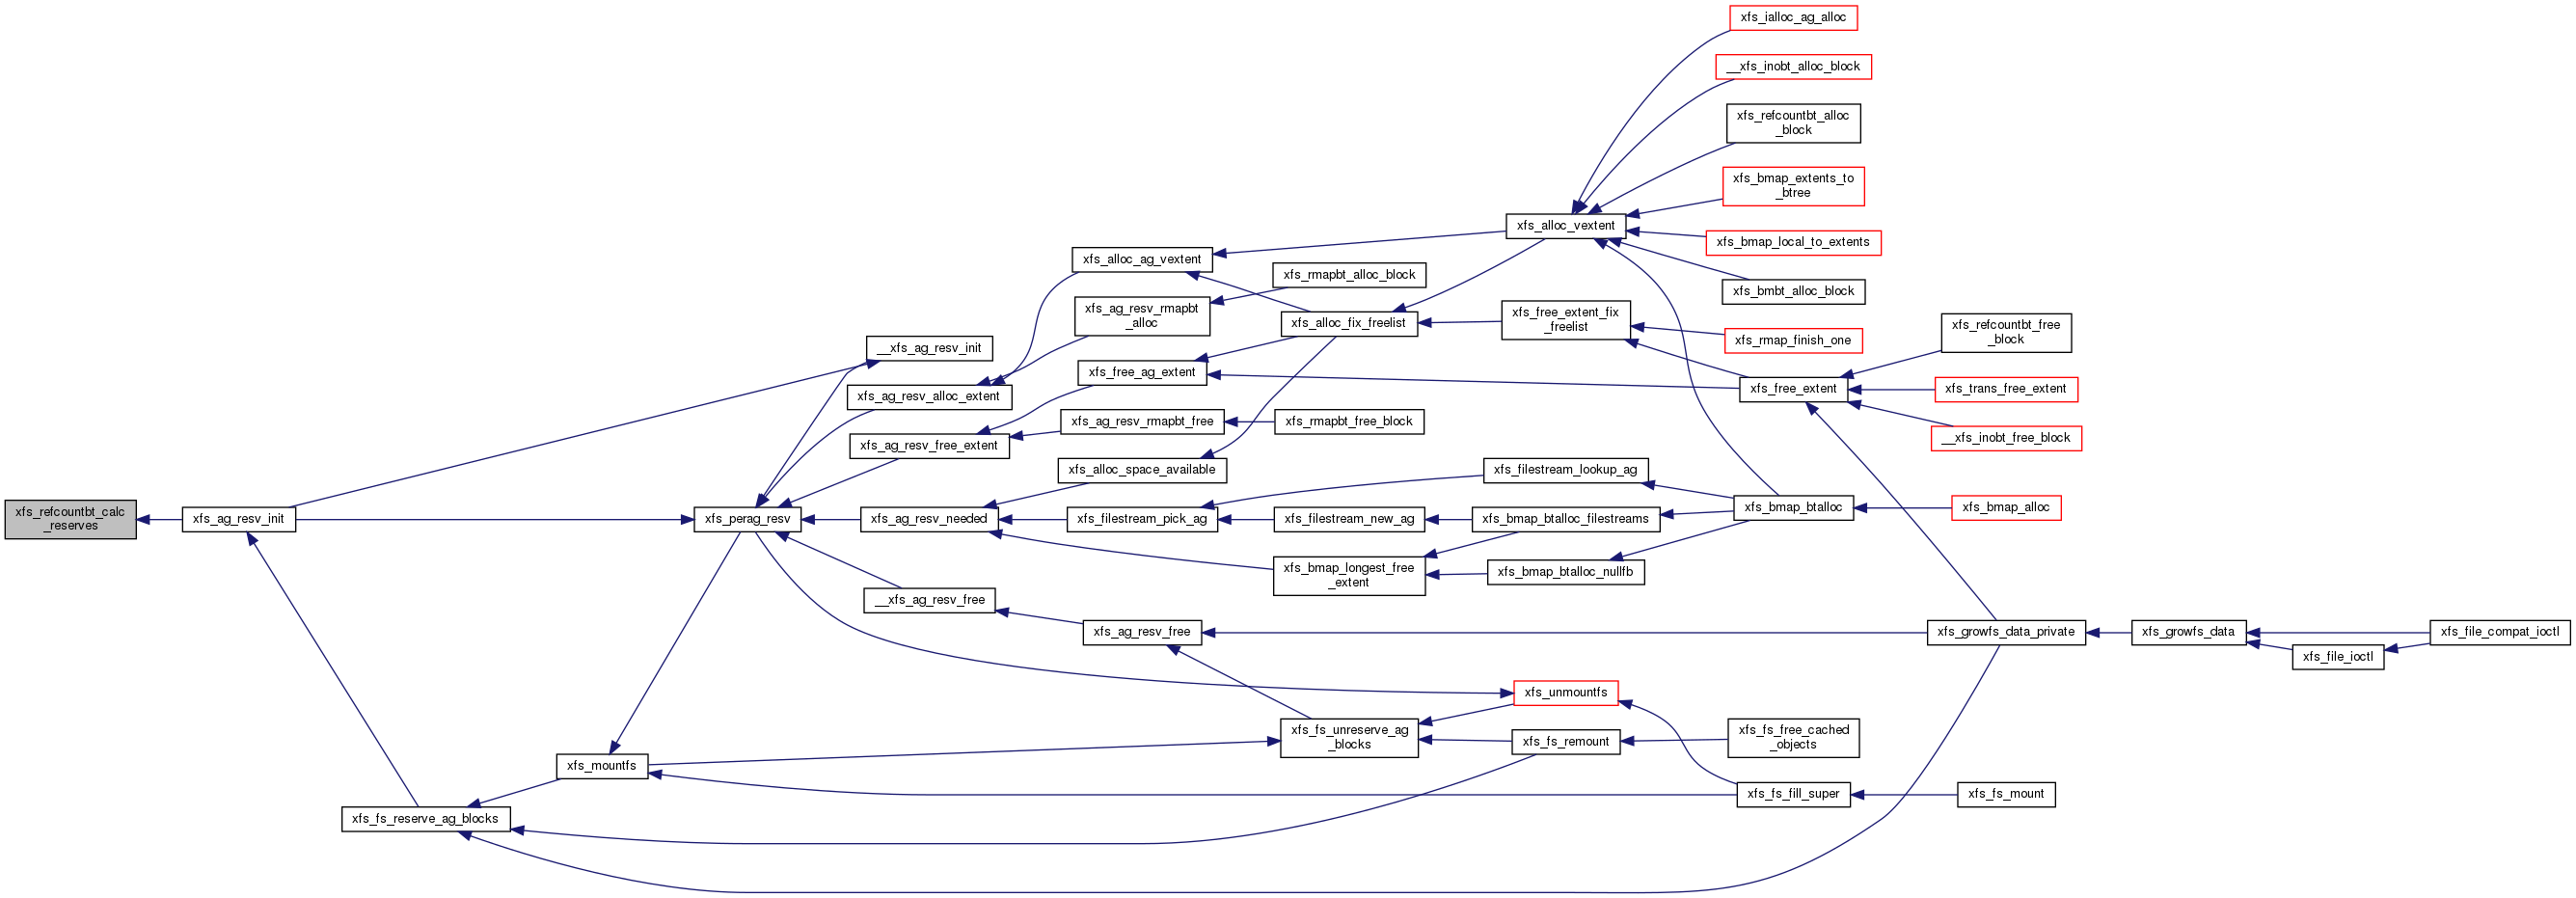 xfs_ialloc_ag_alloc
__xfs_inobt_alloc_block
xfs_refcountbt_alloc
_block
xfs_bmap_extents_to
_btree
xfs_alloc_vextent
xfs_bmap_local_to_extents
xfs_alloc_ag_vextent
xfs_rmapbt_alloc_block
xfs_bmbt_alloc_block
xfs_ag_resv_rmapbt
_alloc
xfs_alloc_fix_freelist
xfs_free_extent_fix
_freelist
xfs_refcountbt_free
_block
xfs_rmap_finish_one
__xfs_ag_resv_init
xfs_free_ag_extent
xfs_free_extent
xfs_trans_free_extent
xfs_ag_resv_alloc_extent
xfs_ag_resv_rmapbt_free
xfs_rmapbt_free_block
__xfs_inobt_free_block
xfs_ag_resv_free_extent
xfs_alloc_space_available
xfs_filestream_lookup_ag
xfs_refcountbt_calc
_reserves
xfs_ag_resv_init
xfs_perag_resv
xfs_ag_resv_needed
xfs_filestream_pick_ag
xfs_filestream_new_ag
xfs_bmap_btalloc_filestreams
xfs_bmap_btalloc
xfs_bmap_alloc
xfs_bmap_longest_free
_extent
xfs_bmap_btalloc_nullfb
__xfs_ag_resv_free
xfs_ag_resv_free
xfs_growfs_data_private
xfs_growfs_data
xfs_file_compat_ioctl
xfs_file_ioctl
xfs_unmountfs
xfs_fs_unreserve_ag
_blocks
xfs_fs_remount
xfs_fs_free_cached
_objects
xfs_mountfs
xfs_fs_fill_super
xfs_fs_mount
xfs_fs_reserve_ag_blocks